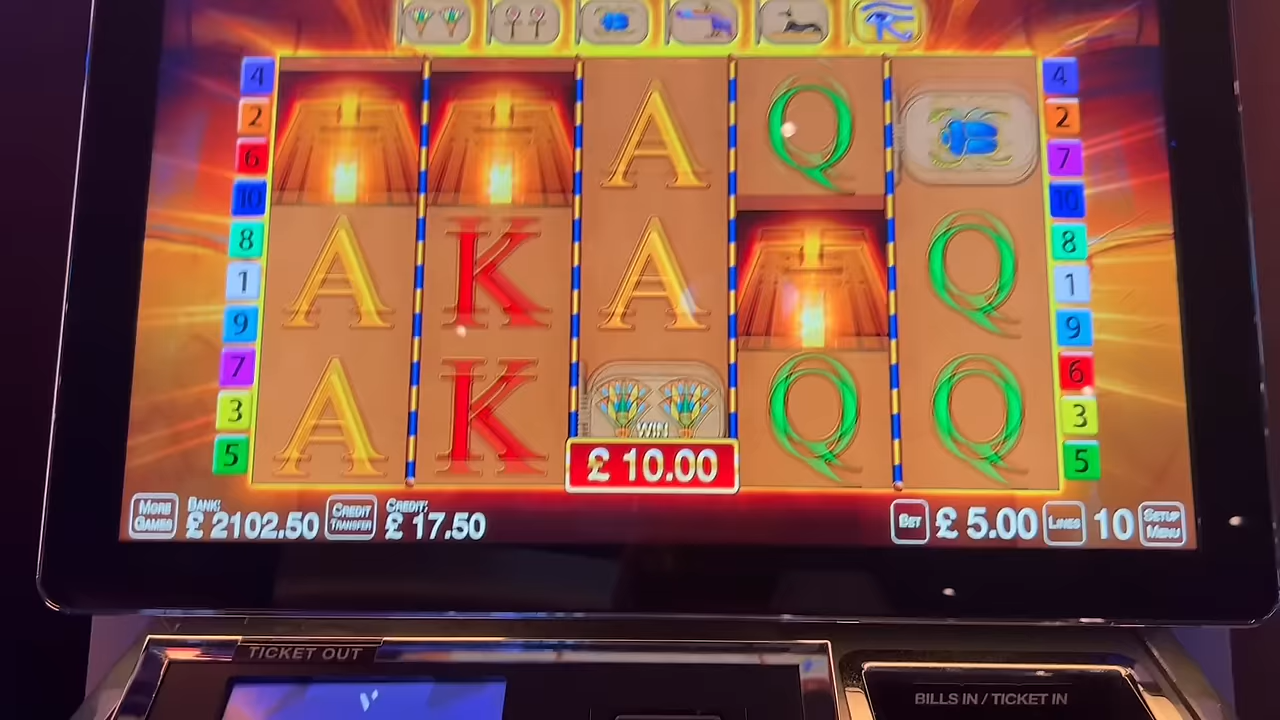 4 4
2 A Q 2
6 7
10 10
8 A K A Q 8
1 1
9 9
7 A K Q Q 6
3 WIN 3
5 £ 10.00 5
MORE GAMES BANK: £ 2102.50 CREDIT TRANSFER CREDIT: £ 17.50 BET £ 5.00 LINES 10 SETUP MENU
TICKET OUT
BILLS IN / TICKET IN